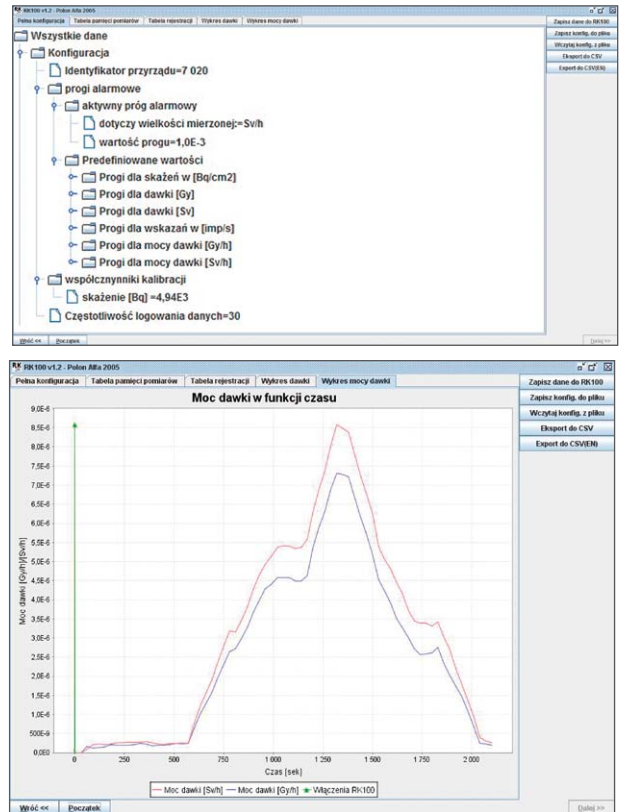 RK100 v1.2 - Polon Alfa 2005
Pełna konfiguracja Tabela pamięci pomiarów Tabela rejestracji Wykres dawki Wykres mocy dawki
Zapisz dane do RK100
Zapisz konfig. do pliku
Wczytaj konfig. z pliku
Eksport do CSV
Export do CSV(EN)
Wszystkie dane
Konfiguracja
Identyfikator przyrządu=7 020
progi alarmowe
aktywny próg alarmowy
dotyczy wielkości mierzonej:=Sv/h
wartość progu=1,0E-3
Predefiniowane wartości
Progi dla skażeń w [Bq/cm2]
Progi dla dawki [Gy]
Progi dla dawki [Sv]
Progi dla wskazań w [imp/s]
Progi dla mocy dawki [Gy/h]
Progi dla mocy dawki [Sv/h]
współcznynniki kalibracji
skażenie [Bq] =4,94E3
Częstotliwość logowania danych=30
Wróć << Początek Dalej >>
RK100 v1.2 - Polon Alfa 2005
Pełna konfiguracja Tabela pamięci pomiarów Tabela rejestracji Wykres dawki Wykres mocy dawki
Zapisz dane do RK100
Zapisz konfig. do pliku
Wczytaj konfig. z pliku
Eksport do CSV
Export do CSV(EN)
Moc dawki w funkcji czasu
9,0E-6
8,5E-6
8,0E-6
7,5E-6
7,0E-6
6,5E-6
6,0E-6
5,5E-6
5,0E-6
4,5E-6
4,0E-6
3,5E-6
3,0E-6
2,5E-6
2,0E-6
1,5E-6
1,0E-6
500E-9
0,0E0
Moc dawki [Gy/h]/[Sv/h]
0 250 500 750 1 000 1 250 1 500 1 750 2 000
Czas [sek]
Moc dawki [Sv/h] Moc dawki [Gy/h] Włączenia RK100
Wróć << Początek Dalej >>